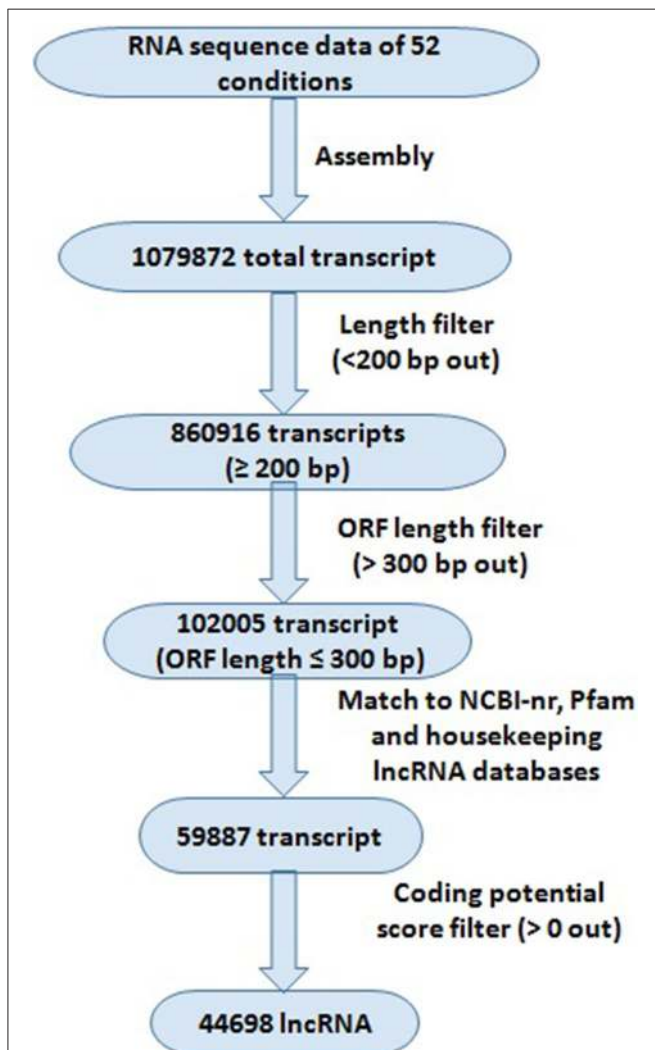 RNA sequence data of 52
conditions
Assembly
1079872 total transcript
Length filter
(<200 bp out)
860916 transcripts
(≥ 200 bp)
ORF length filter
(> 300 bp out)
102005 transcript
(ORF length ≤ 300 bp)
Match to NCBI-nr, Pfam
and housekeeping
lncRNA databases
59887 transcript
Coding potential
score filter (> 0 out)
44698 lncRNA